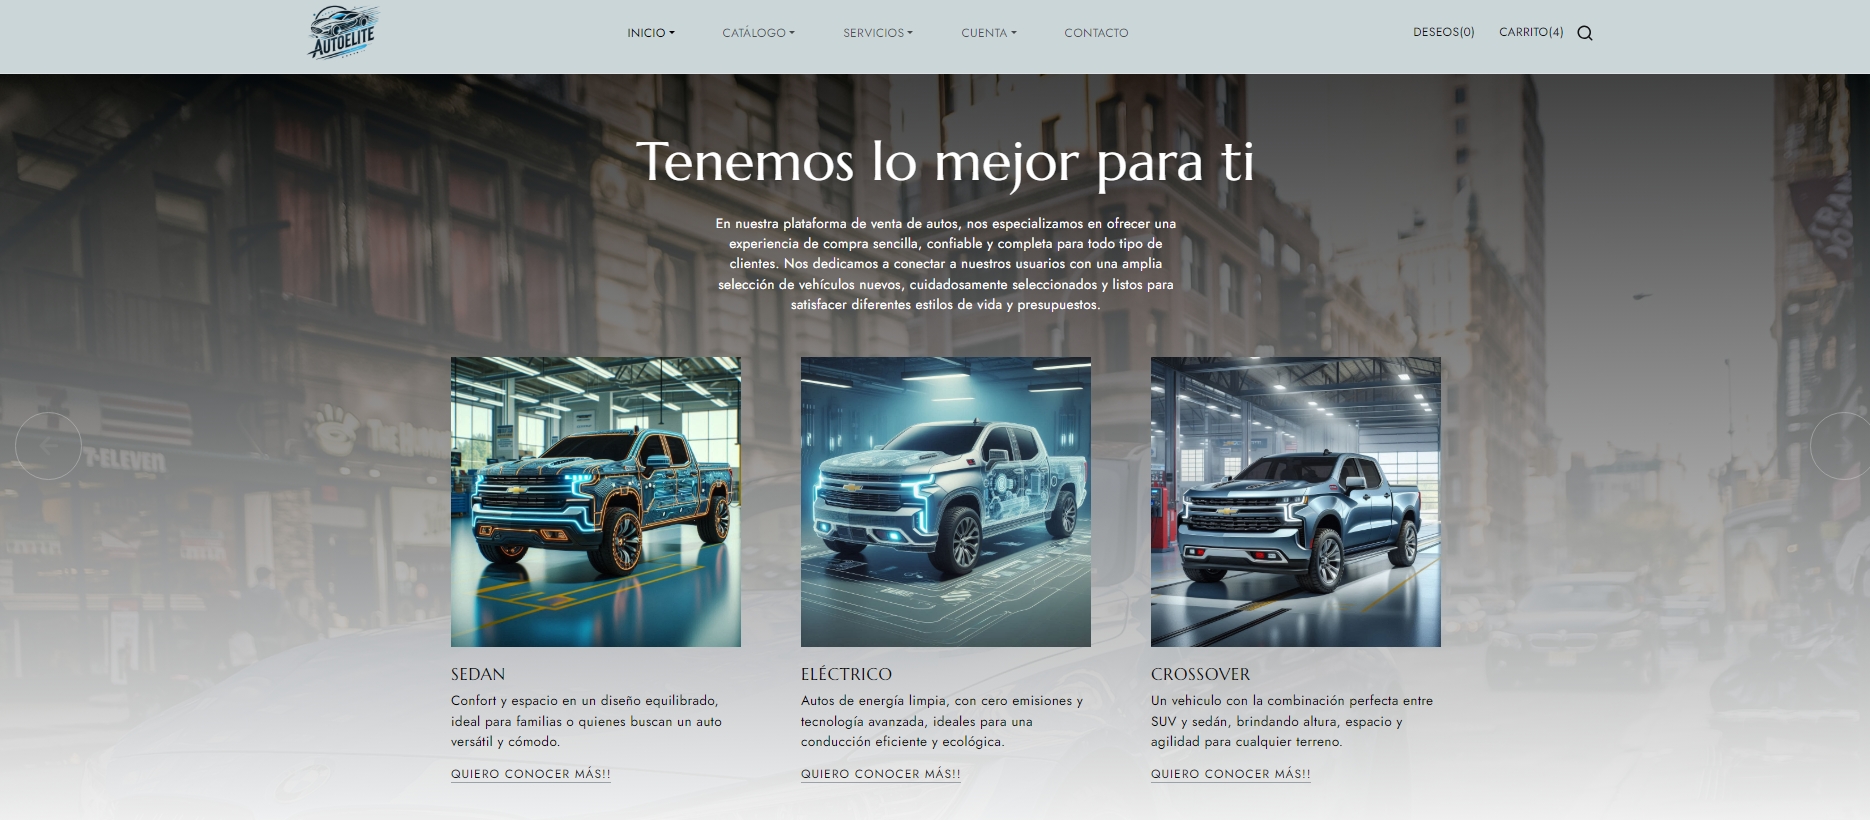 AUTOELITE
INICIO
CATÁLOGO
SERVICIOS
CUENTA
CONTACTO
DESEOS(0)
CARRITO(4)
Tenemos lo mejor para ti
En nuestra plataforma de venta de autos, nos especializamos en ofrecer una
experiencia de compra sencilla, confiable y completa para todo tipo de
clientes. Nos dedicamos a conectar a nuestros usuarios con una amplia
selección de vehículos nuevos, cuidadosamente seleccionados y listos para
satisfacer diferentes estilos de vida y presupuestos.
7-ELEVEN
SEDAN
Confort y espacio en un diseño equilibrado,
ideal para familias o quienes buscan un auto
versátil y cómodo.
QUIERO CONOCER MÁS!!
ELÉCTRICO
Autos de energía limpia, con cero emisiones y
tecnología avanzada, ideales para una
conducción eficiente y ecológica.
QUIERO CONOCER MÁS!!
CROSSOVER
Un vehiculo con la combinación perfecta entre
SUV y sedán, brindando altura, espacio y
agilidad para cualquier terreno.
QUIERO CONOCER MÁS!!